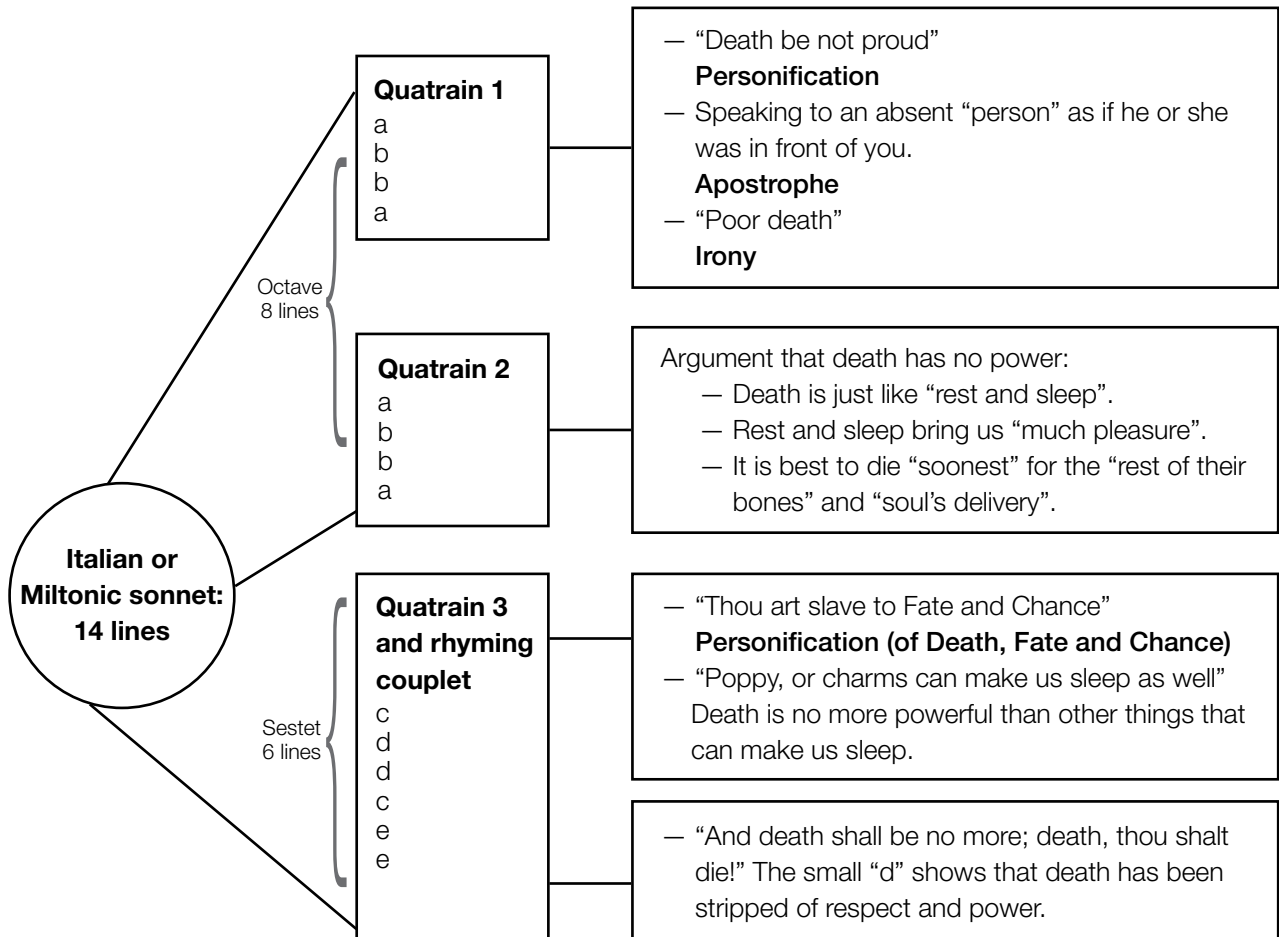 Italian or
Miltonic sonnet:
14 lines
Octave
8 lines
Quatrain 1
a
b
b
a
— “Death be not proud”
Personification
— Speaking to an absent “person” as if he or she
was in front of you.
Apostrophe
— “Poor death”
Irony
Quatrain 2
a
b
b
a
Argument that death has no power:
— Death is just like “rest and sleep”.
— Rest and sleep bring us “much pleasure”.
— It is best to die “soonest” for the “rest of their
bones” and “soul’s delivery”.
Sestet
6 lines
Quatrain 3
and rhyming
couplet
c
d
d
c
e
e
— “Thou art slave to Fate and Chance”
Personification (of Death, Fate and Chance)
— “Poppy, or charms can make us sleep as well”
Death is no more powerful than other things that
can make us sleep.
— “And death shall be no more; death, thou shalt
die!” The small “d” shows that death has been
stripped of respect and power.